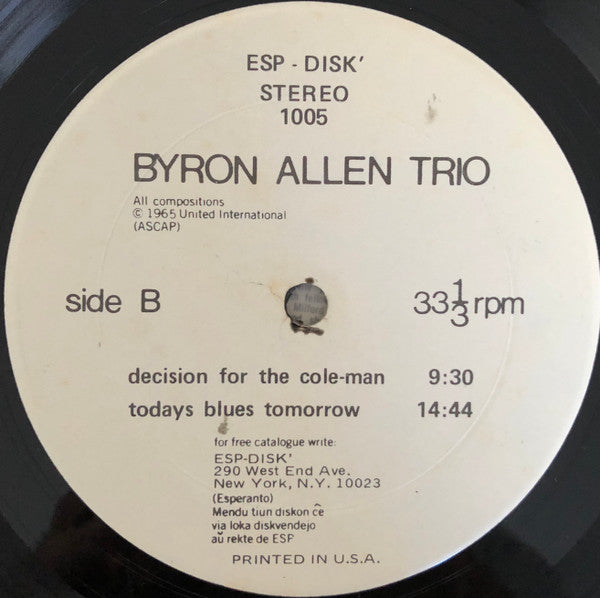 ESP - DISK'
STEREO
1005
BYRON ALLEN TRIO
All compositions
© 1965 United International
(ASCAP)
side B
33 1/3 rpm
decision for the cole-man 9:30
todays blues tomorrow 14:44
for free catalogue write:
ESP-DISK'
290 West End Ave.
New York, N.Y. 10023
(Esperanto)
Mendu tiun diskon ĉe
via loka diskvendejo
aŭ rekte de ESP
PRINTED IN U.S.A.